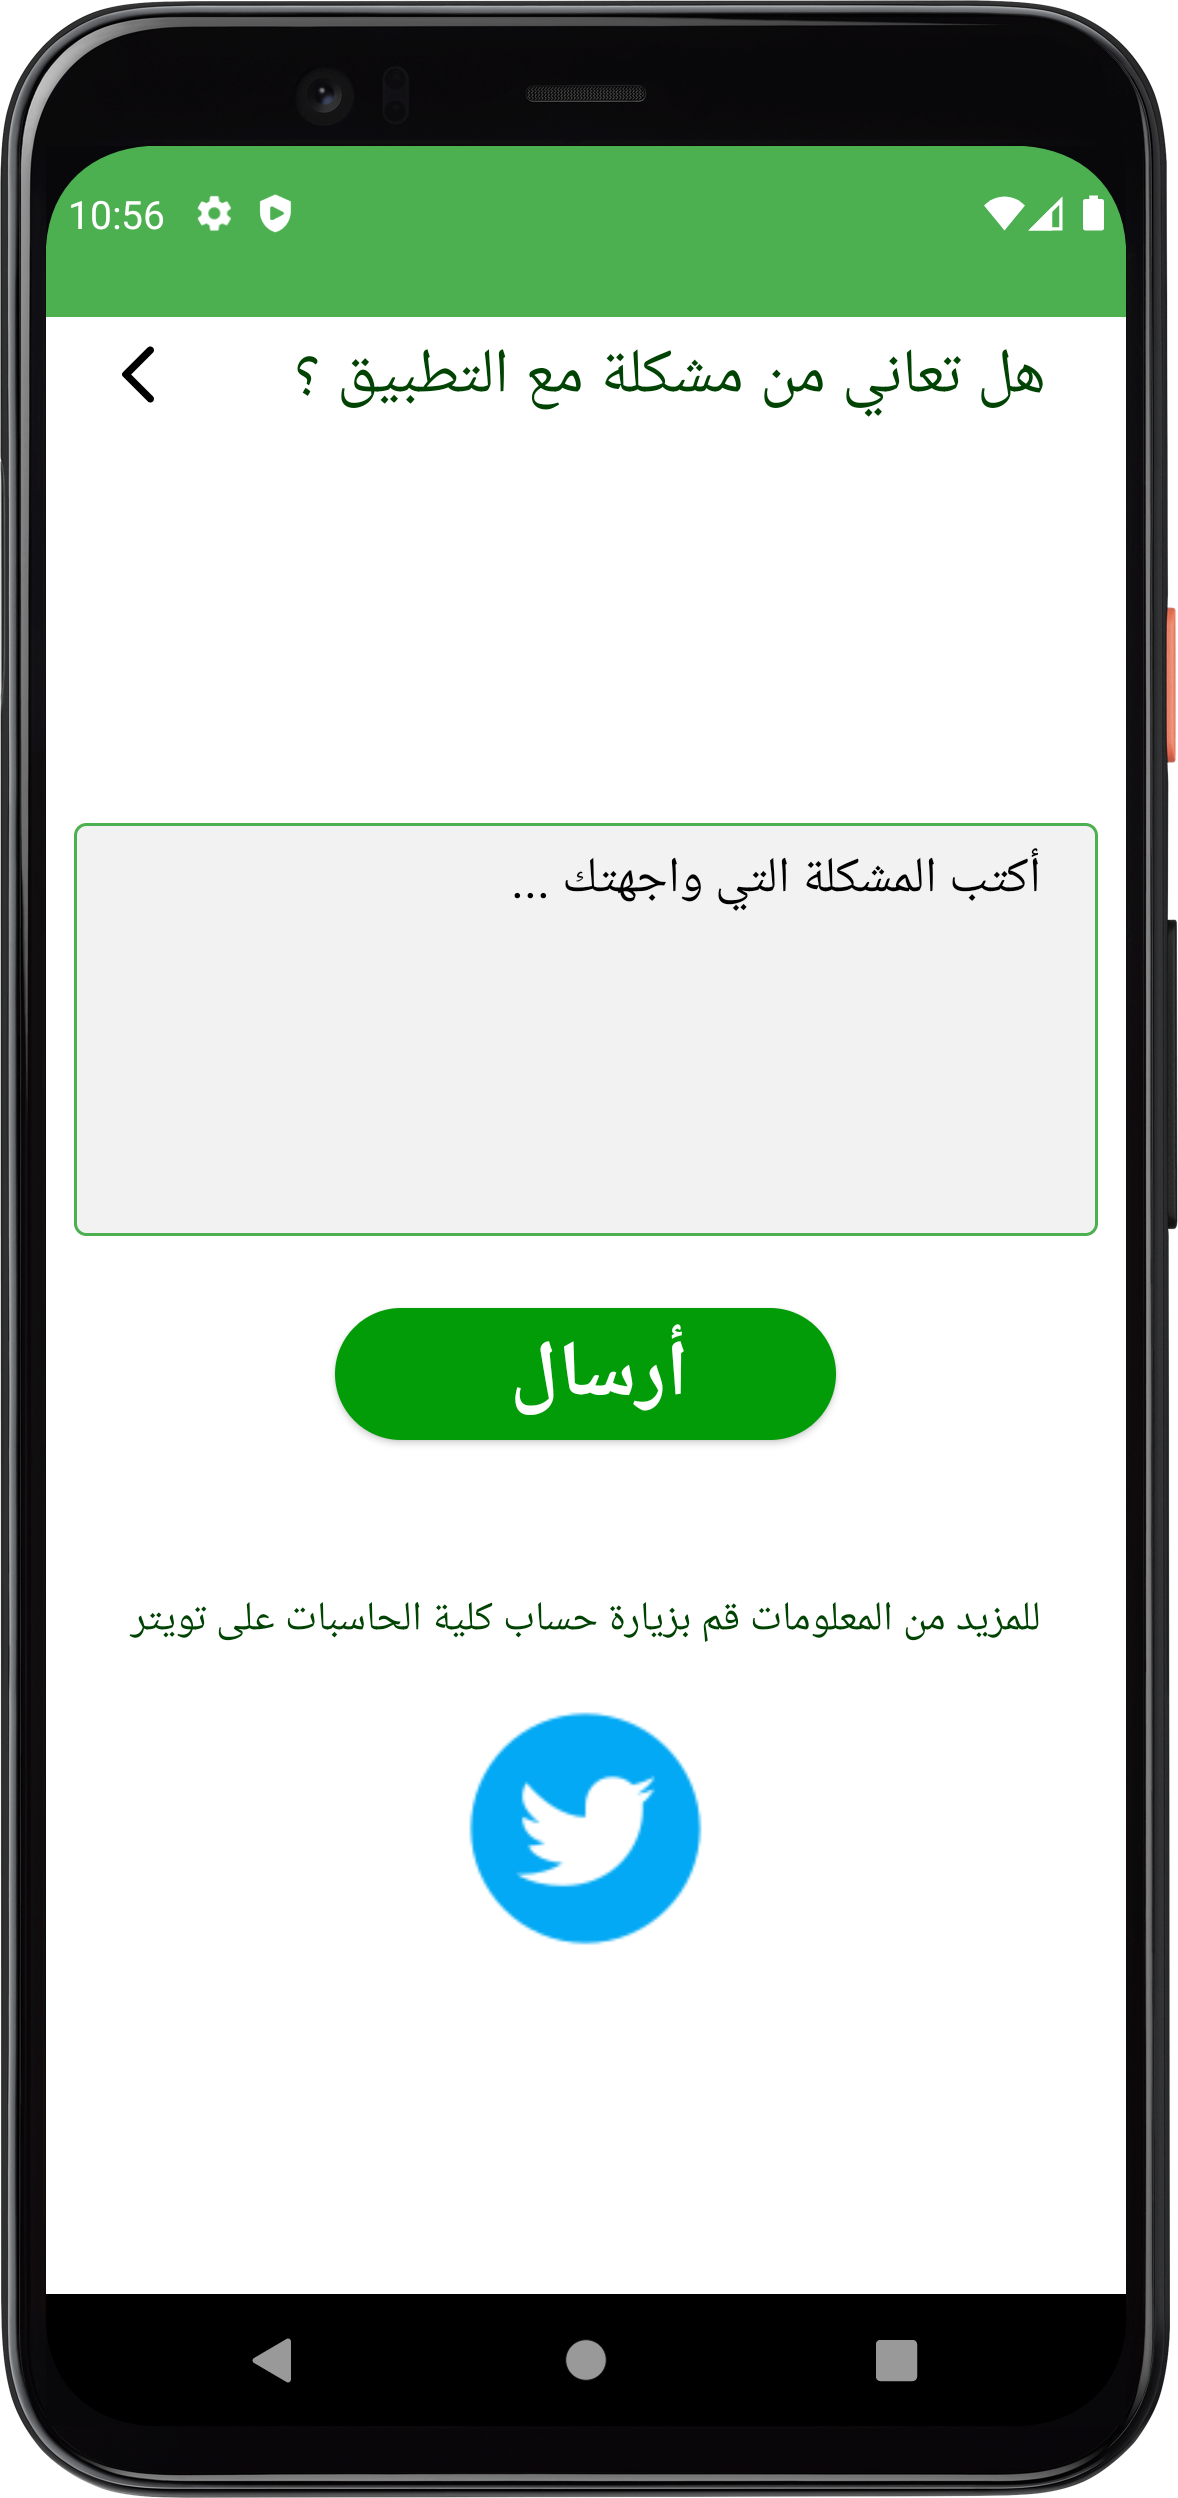 10:56
هل تعاني من مشكلة مع التطبيق ؟
أكتب المشكلة التي واجهتك ...
أرسال
للمزيد من المعلومات قم بزيارة حساب كلية الحاسبات على تويتر